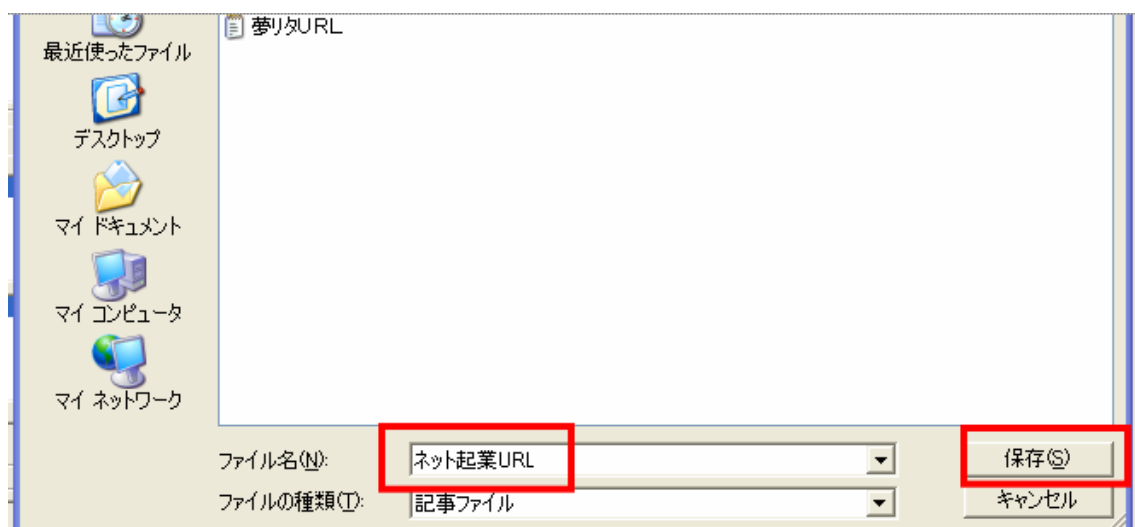 夢リタURL
最近使ったファイル
デスクトップ
マイ ドキュメント
マイ コンピュータ
マイ ネットワーク
ファイル名(N):
ネット起業URL
保存(S)
ファイルの種類(T):
記事ファイル
キャンセル